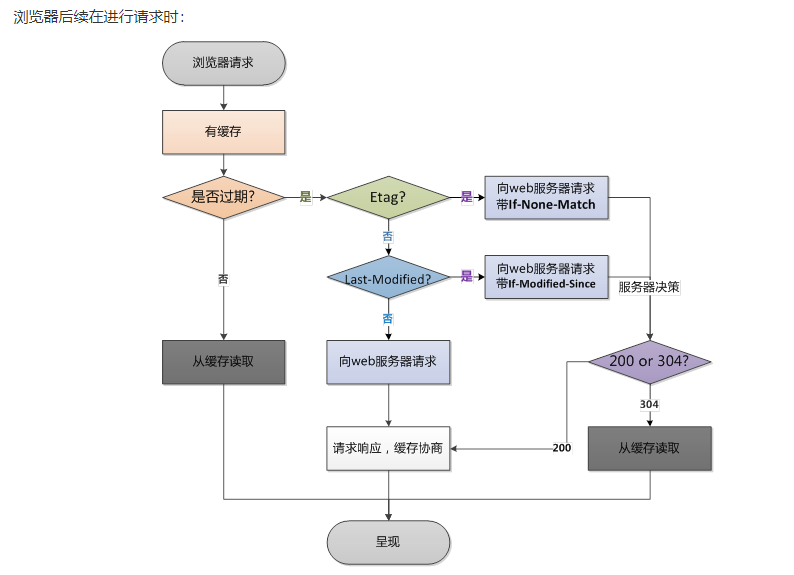 浏览器后续在进行请求时：
浏览器请求
有缓存
是否过期?
是
Etag?
是
向web服务器请求
带If-None-Match
否
否
Last-Modified?
是
向web服务器请求
带If-Modified-Since
服务器决策
否
从缓存读取
向web服务器请求
200 or 304?
304
请求响应，缓存协商
200
从缓存读取
呈现